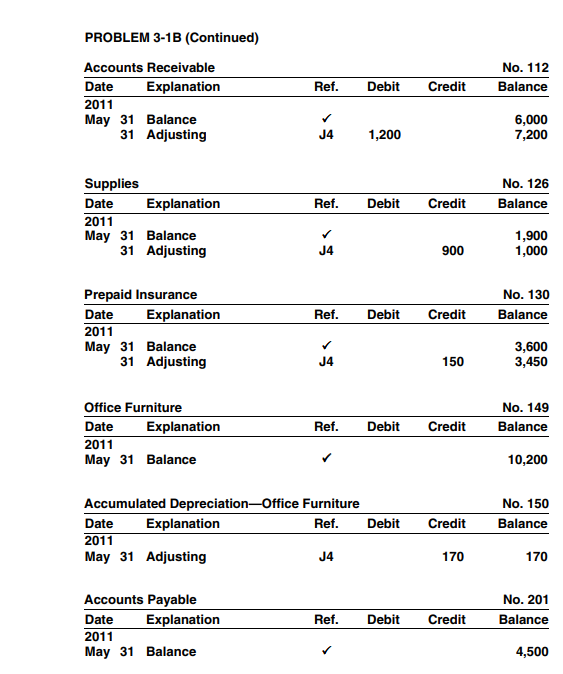 PROBLEM 3-1B (Continued)
Accounts Receivable No. 112
Date Explanation Ref. Debit Credit Balance
2011
May 31 Balance ✓ 6,000
31 Adjusting J4 1,200 7,200
Supplies No. 126
Date Explanation Ref. Debit Credit Balance
2011
May 31 Balance ✓ 1,900
31 Adjusting J4 900 1,000
Prepaid Insurance No. 130
Date Explanation Ref. Debit Credit Balance
2011
May 31 Balance ✓ 3,600
31 Adjusting J4 150 3,450
Office Furniture No. 149
Date Explanation Ref. Debit Credit Balance
2011
May 31 Balance ✓ 10,200
Accumulated Depreciation—Office Furniture No. 150
Date Explanation Ref. Debit Credit Balance
2011
May 31 Adjusting J4 170 170
Accounts Payable No. 201
Date Explanation Ref. Debit Credit Balance
2011
May 31 Balance ✓ 4,500